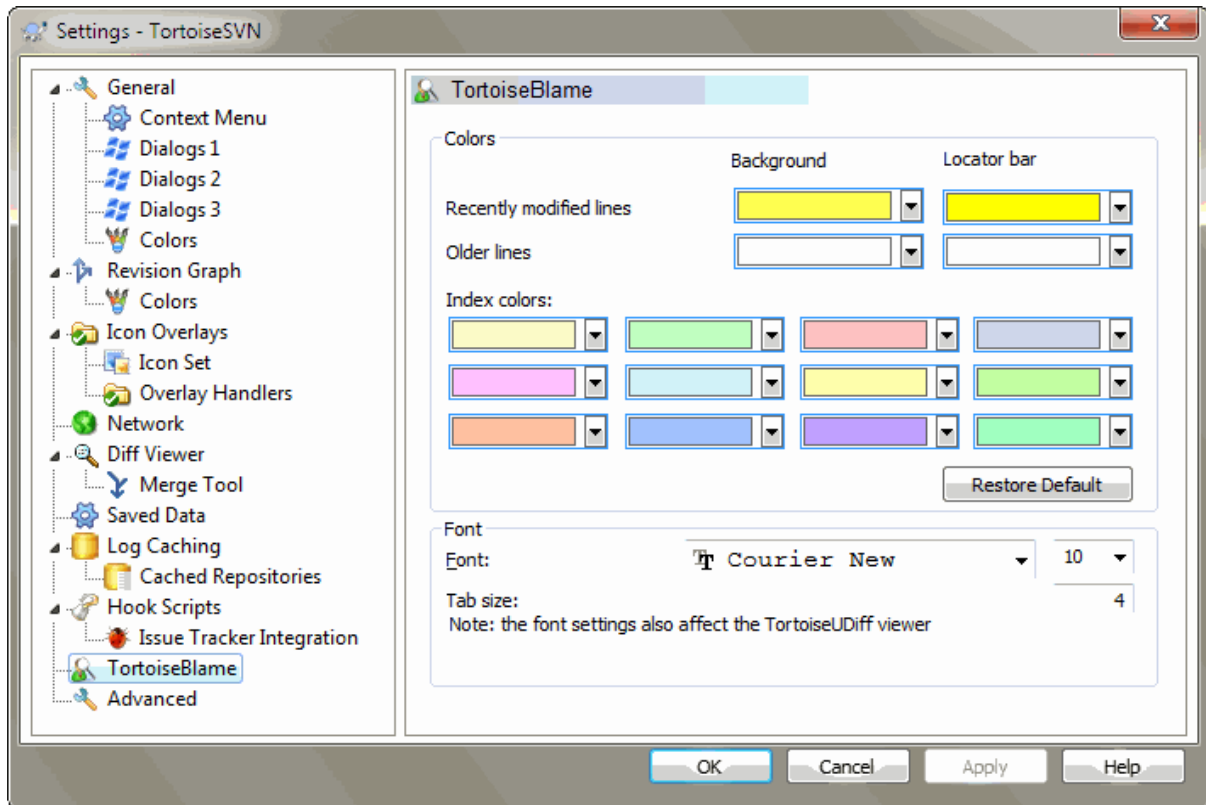 Settings - TortoiseSVN
General
Context Menu
Dialogs 1
Dialogs 2
Dialogs 3
Colors
Revision Graph
Colors
Icon Overlays
Icon Set
Overlay Handlers
Network
Diff Viewer
Merge Tool
Saved Data
Log Caching
Cached Repositories
Hook Scripts
Issue Tracker Integration
TortoiseBlame
Advanced
TortoiseBlame
Colors
Background Locator bar
Recently modified lines
Older lines
Index colors:
Restore Default
Font
Font: Courier New 10
Tab size: 4
Note: the font settings also affect the TortoiseUDiff viewer
OK Cancel Apply Help